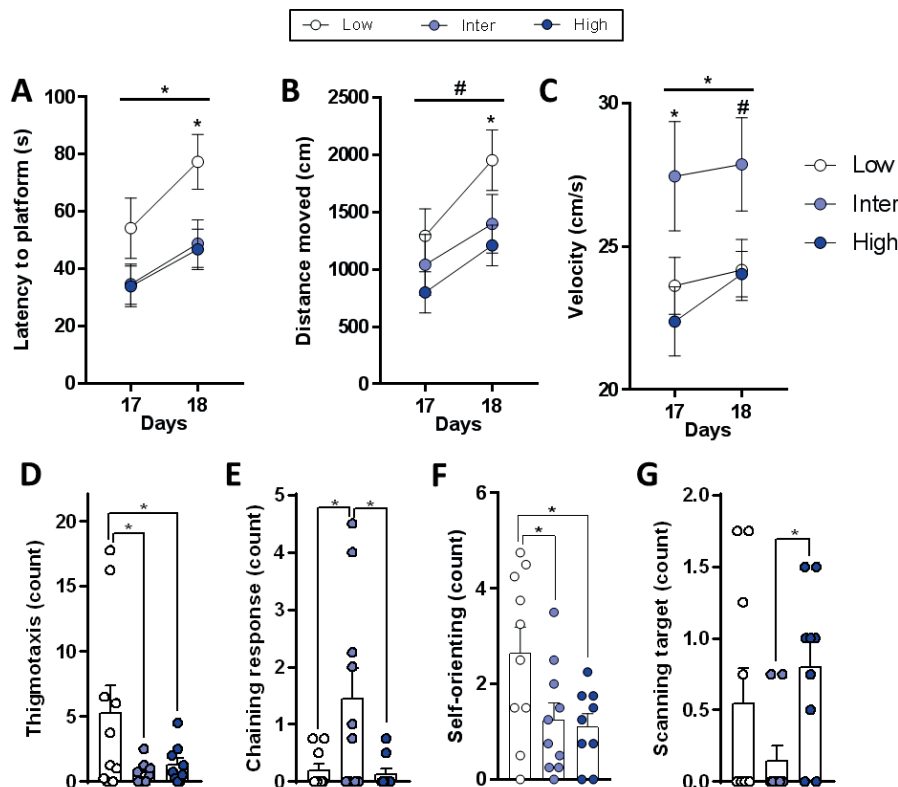 Low Inter High
A
*
*
100
80
60
40
20
0
Latency to platform (s)
17 18
Days
B
#
*
2500
2000
1500
1000
500
0
Distance moved (cm)
17 18
Days
C
*
* #
30
25
20
Velocity (cm/s)
17 18
Days
Low
Inter
High
D
*
*
20
15
10
5
0
Thigmotaxis (count)
E
* *
5
4
3
2
1
0
Chaining response (count)
F
*
*
6
4
2
0
Self-orienting (count)
G
*
2.0
1.5
1.0
0.5
0.0
Scanning target (count)